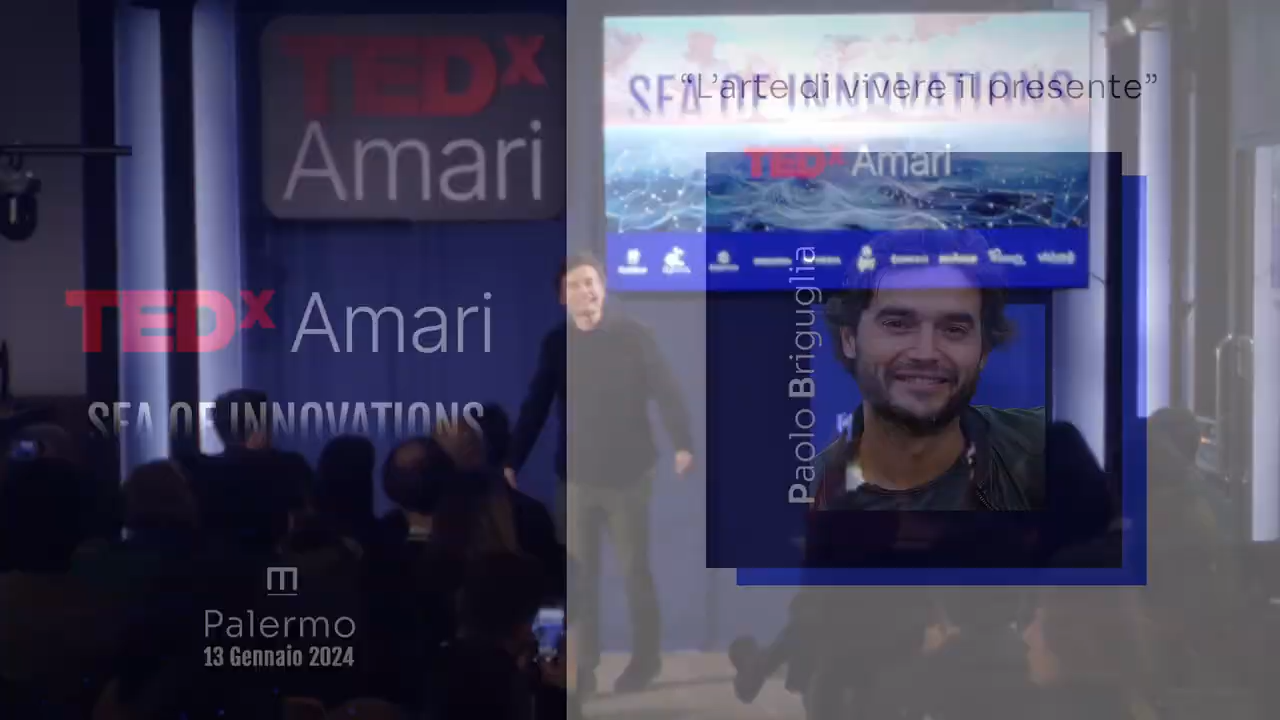 TEDx
Amari
TEDx Amari
SEA OF INNOVATIONS
Palermo
13 Gennaio 2024
“L’arte di vivere il presente”
SEA OF INNOVATIONS
TEDx Amari
Paolo Briguglia